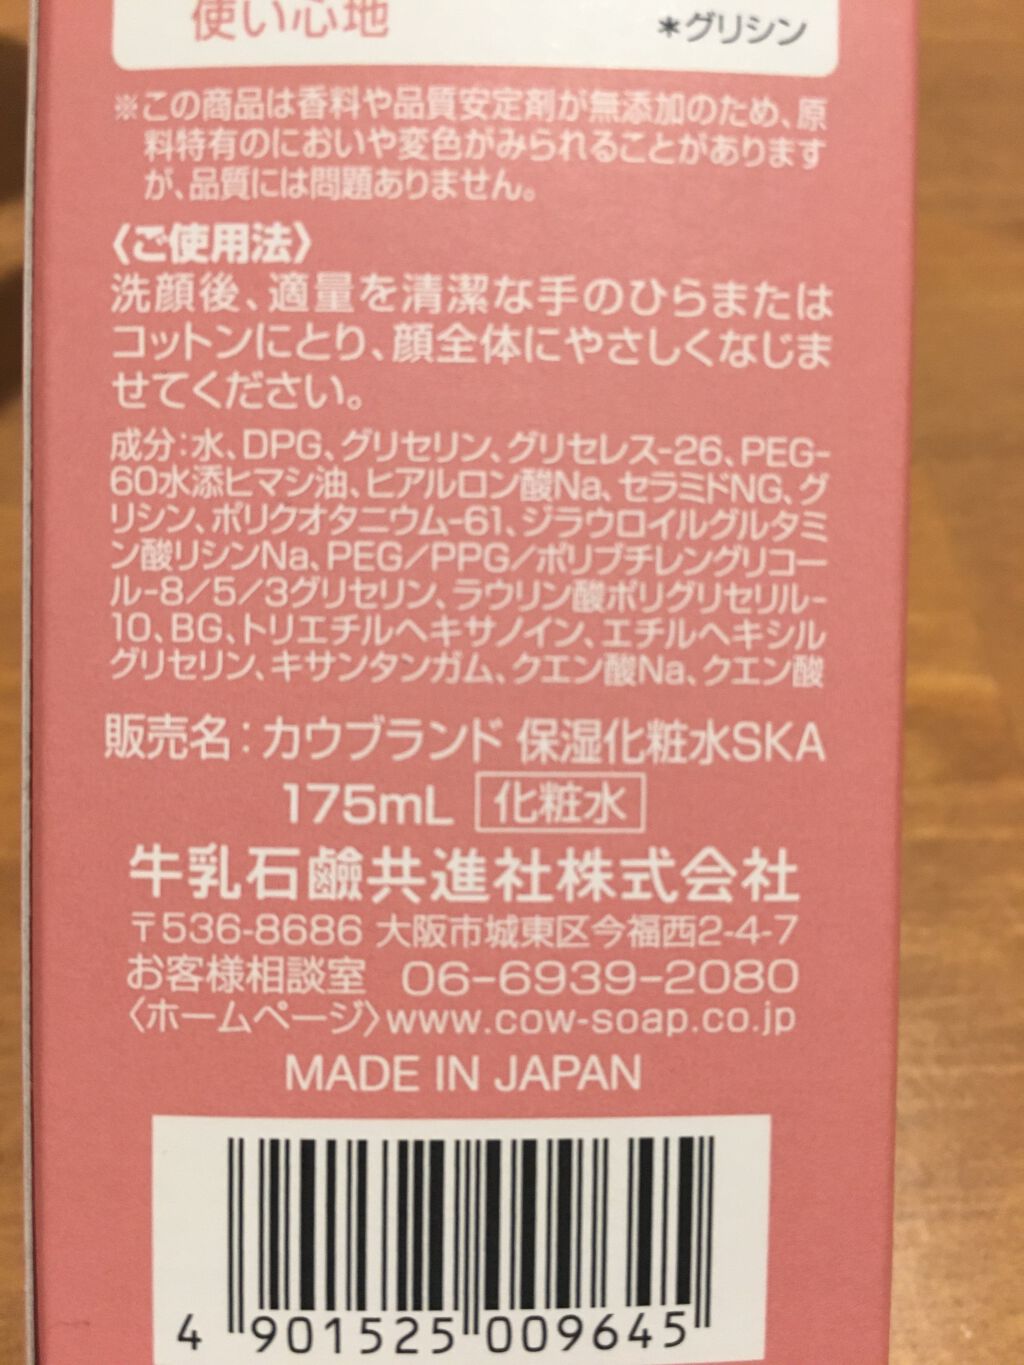 使い心地
*グリシン
※この商品は香料や品質安定剤が無添加のため、原
料特有のにおいや変色がみられることがあります
が、品質には問題ありません。
〈ご使用法〉
洗顔後、適量を清潔な手のひらまたは
コットンにとり、顔全体にやさしくなじま
せてください。
成分:水、DPG、グリセリン、グリセレス-26、PEG-
60水添ヒマシ油、ヒアルロン酸Na、セラミドNG、グ
リシン、ポリクオタニウム-61、ジラウロイルグルタミ
ン酸リシンNa、PEG/PPG/ポリブチレングリコー
ル-8/5/3グリセリン、ラウリン酸ポリグリセリル-
10、BG、トリエチルヘキサノイン、エチルヘキシル
グリセリン、キサンタンガム、クエン酸Na、クエン酸
販売名:カウブランド 保湿化粧水SKA
175mL 化粧水
牛乳石鹼共進社株式会社
〒536-8686 大阪市城東区今福西2-4-7
お客様相談室 06-6939-2080
〈ホームページ〉www.cow-soap.co.jp
MADE IN JAPAN
4 901525 009645